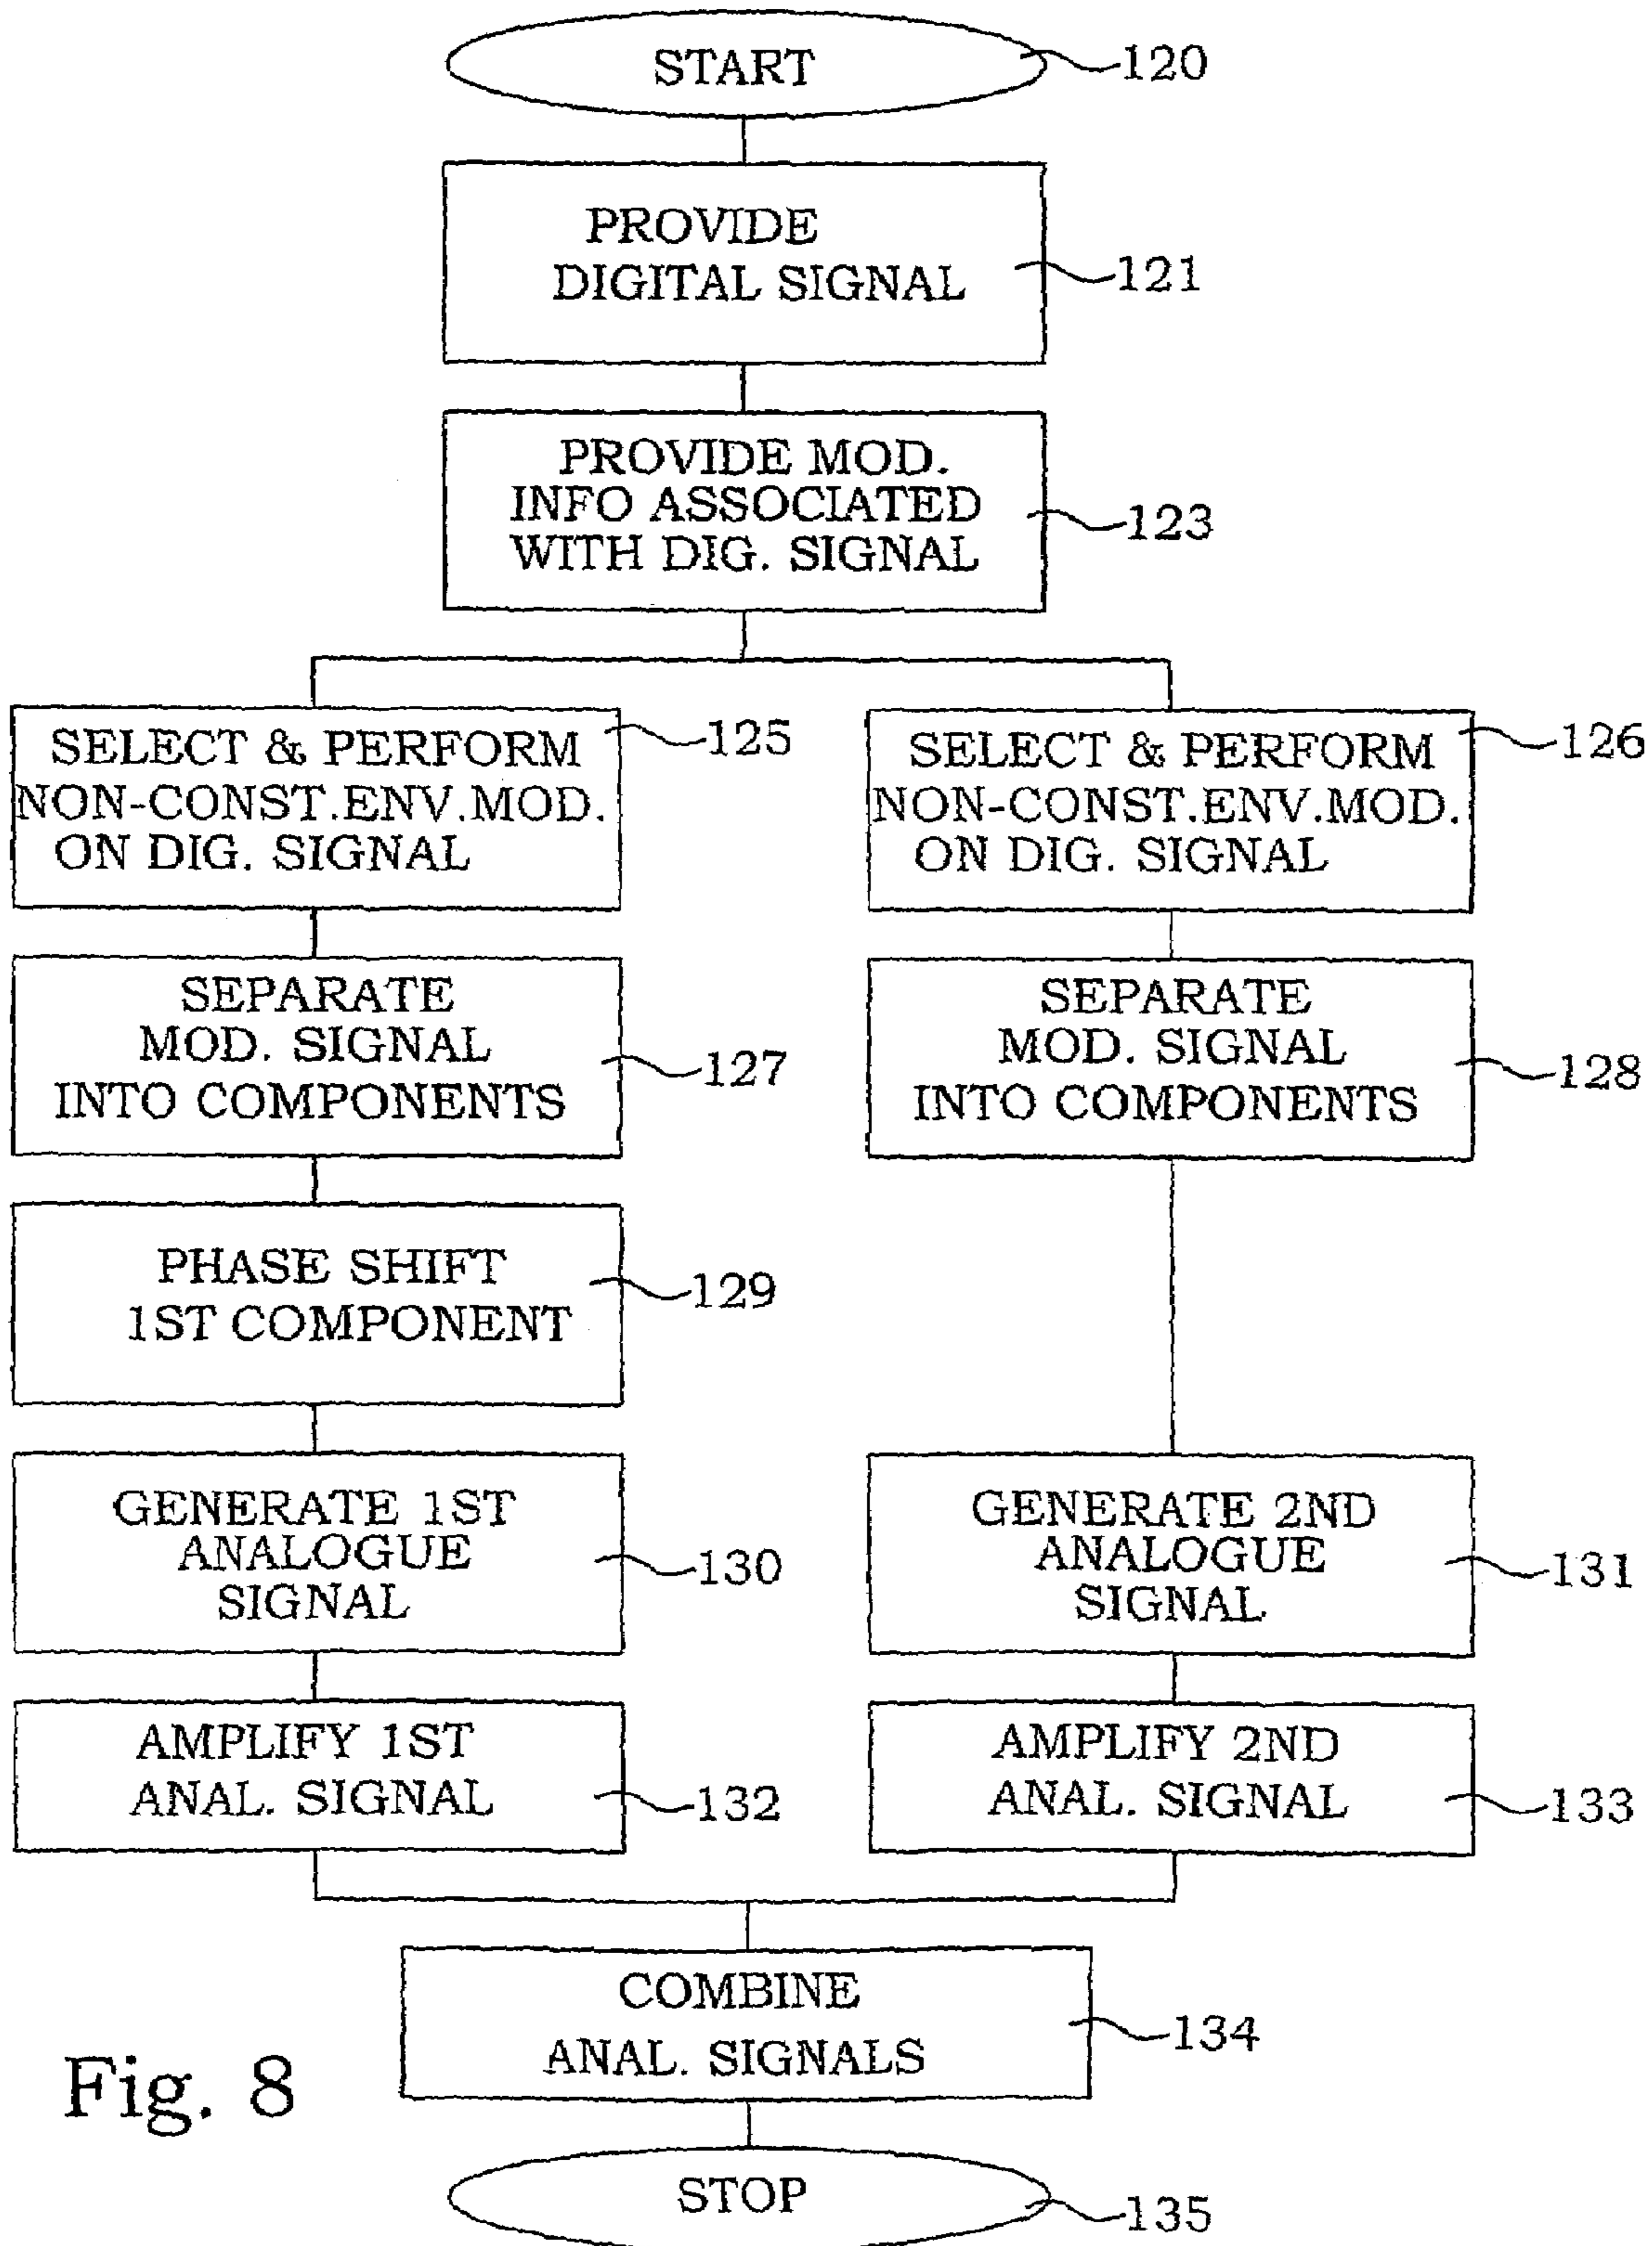 START
120
PROVIDE
DIGITAL SIGNAL
121
PROVIDE MOD.
INFO ASSOCIATED
WITH DIG. SIGNAL
123
SELECT & PERFORM
NON-CONST.ENV.MOD.
ON DIG. SIGNAL
125
SELECT & PERFORM
NON-CONST.ENV.MOD.
ON DIG. SIGNAL
126
SEPARATE
MOD. SIGNAL
INTO COMPONENTS
127
SEPARATE
MOD. SIGNAL
INTO COMPONENTS
128
PHASE SHIFT
1ST COMPONENT
129
GENERATE 1ST
ANALOGUE
SIGNAL
130
GENERATE 2ND
ANALOGUE
SIGNAL
131
AMPLIFY 1ST
ANAL. SIGNAL
132
AMPLIFY 2ND
ANAL. SIGNAL
133
COMBINE
ANAL. SIGNALS
134
Fig. 8
STOP
135